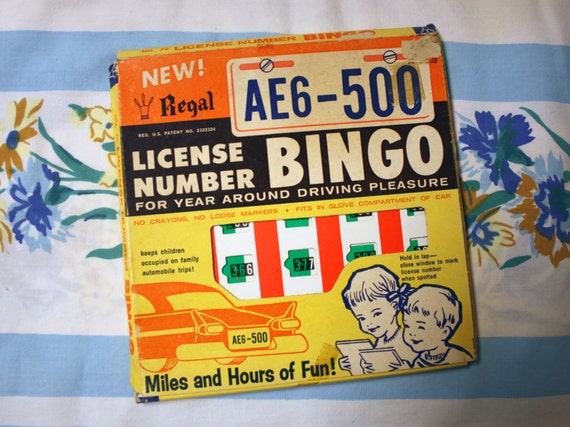 LICENSE NUMBER BINGO
NEW!
Regal
AE6-500
REG. U.S. PATENT NO. 2333324
LICENSE
NUMBER
BINGO
FOR YEAR AROUND DRIVING PLEASURE
NO CRAYONS, NO LOOSE MARKERS • FITS IN GLOVE COMPARTMENT OF CAR
keeps children
occupied on family
automobile trips!
366
377
Hold in lap—
close window to mark
license number
when spotted
AE6-500
Miles and Hours of Fun!